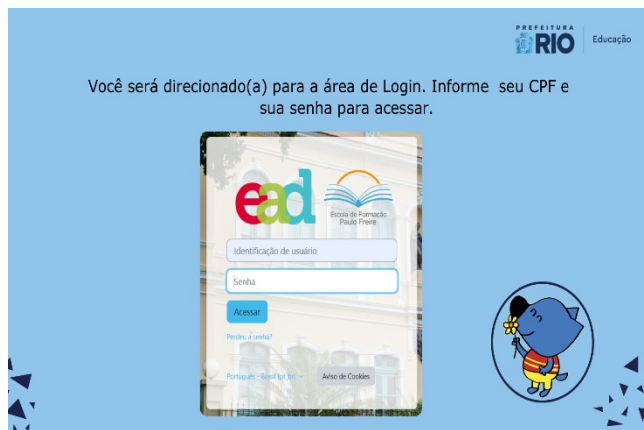 PREFEITURA
RIO
Educação
Você será direcionado(a) para a área de Login. Informe seu CPF e
sua senha para acessar.
ead
Escola de Formação
Paulo Freire
Identificação de usuário
Senha
Acessar
Perdeu a senha?
Português - Brasil (pt_br)
Aviso de Cookies